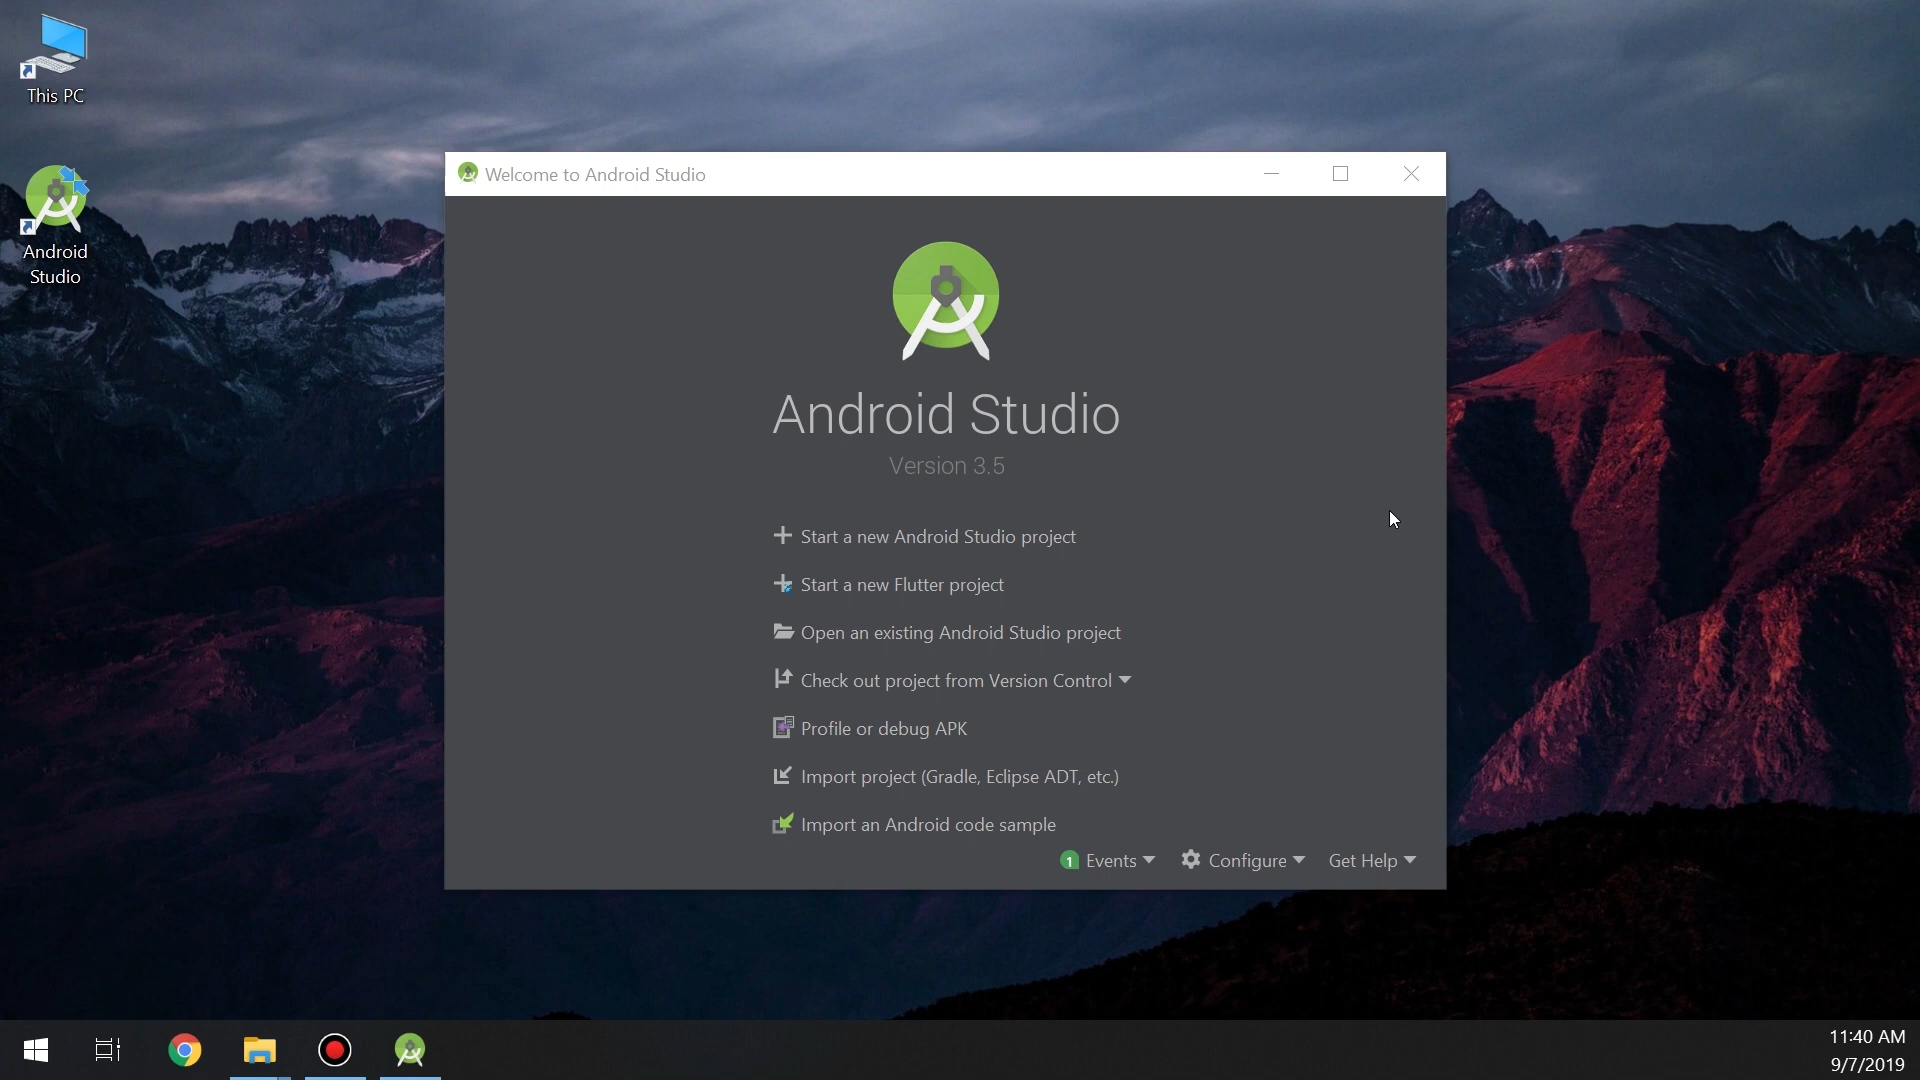 This PC
Android
Studio
Welcome to Android Studio
Android Studio
Version 3.5
Start a new Android Studio project
Start a new Flutter project
Open an existing Android Studio project
Check out project from Version Control
Profile or debug APK
Import project (Gradle, Eclipse ADT, etc.)
Import an Android code sample
1 Events
Configure
Get Help
11:40 AM
9/7/2019